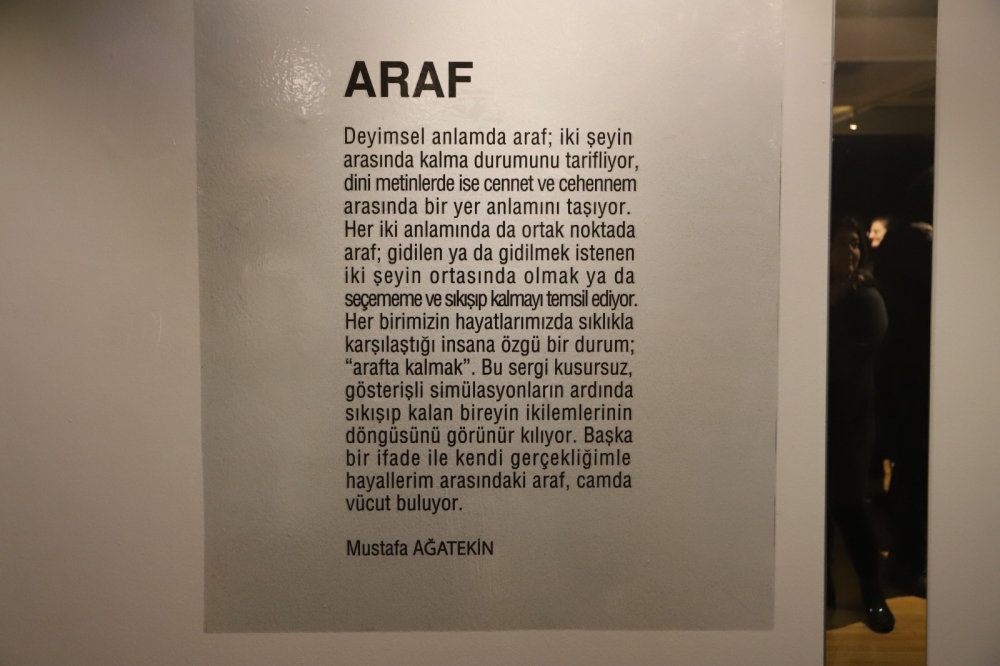 ARAF
Deyimsel anlamda araf; iki şeyin
arasında kalma durumunu tarifliyor,
dini metinlerde ise cennet ve cehennem
arasında bir yer anlamını taşıyor.
Her iki anlamında da ortak noktada
araf; gidilen ya da gidilmek istenen
iki şeyin ortasında olmak ya da
seçememe ve sıkışıp kalmayı temsil ediyor.
Her birimizin hayatlarımızda sıklıkla
karşılaştığı insana özgü bir durum;
“arafta kalmak”. Bu sergi kusursuz,
gösterişli simülasyonların ardında
sıkışıp kalan bireyin ikilemlerinin
döngüsünü görünür kılıyor. Başka
bir ifade ile kendi gerçekliğimle
hayallerim arasındaki araf, camda
vücut buluyor.
Mustafa AĞATEKİN